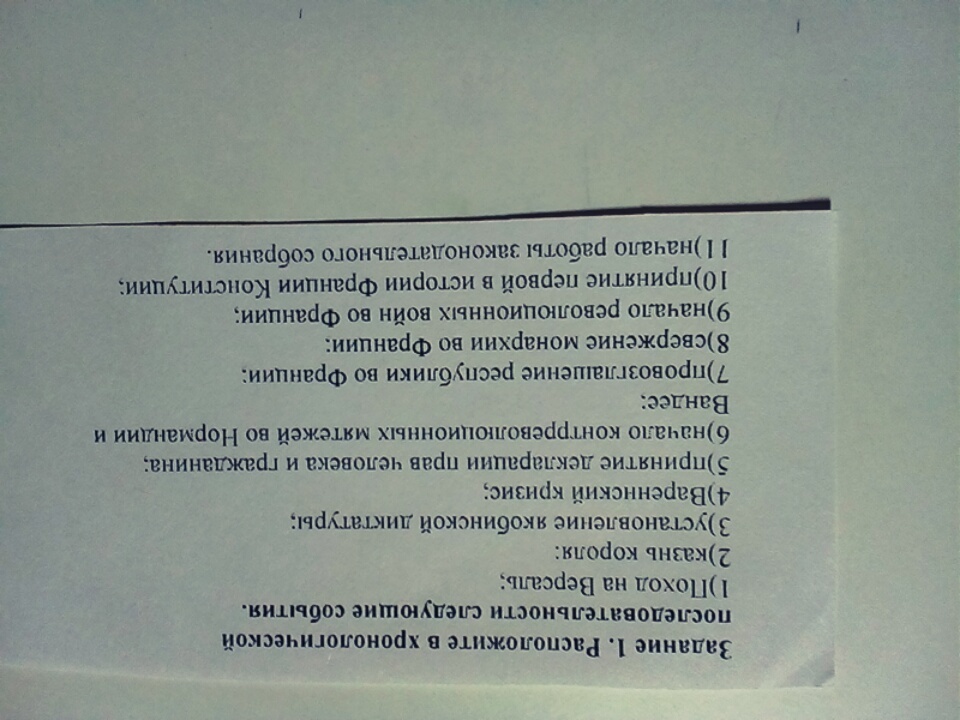 Задание 1. Расположите в хронологической
последовательности следующие события.
1)Поход на Версаль;
2)казнь короля:
3)установление якобинской диктатуры;
4)Вареннский кризис;
5)принятие декларации прав человека и гражданина;
6)начало контрреволюционных мятежей во Нормандии и
Вандее;
7)провозглашение республики во Франции;
8)свержение монархии во Франции;
9)начало революционных войн во Франции;
10)принятие первой в истории Франции Конституции;
11)начало работы законодательного собрания.